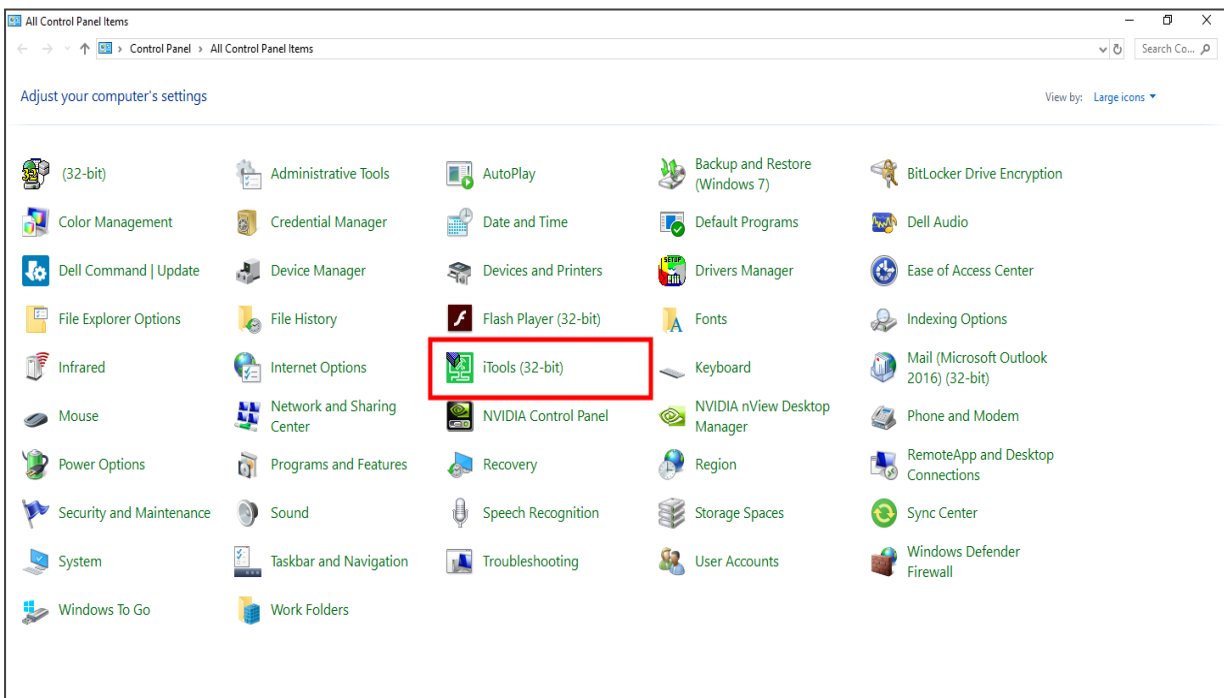 All Control Panel Items
Control Panel > All Control Panel Items
Search Co...
Adjust your computer's settings
View by: Large icons
(32-bit)
Administrative Tools
AutoPlay
Backup and Restore
(Windows 7)
BitLocker Drive Encryption
Color Management
Credential Manager
Date and Time
Default Programs
Dell Audio
Dell Command | Update
Device Manager
Devices and Printers
Drivers Manager
Ease of Access Center
File Explorer Options
File History
Flash Player (32-bit)
Fonts
Indexing Options
Infrared
Internet Options
iTools (32-bit)
Keyboard
Mail (Microsoft Outlook
2016) (32-bit)
Mouse
Network and Sharing
Center
NVIDIA Control Panel
NVIDIA nView Desktop
Manager
Phone and Modem
Power Options
Programs and Features
Recovery
Region
RemoteApp and Desktop
Connections
Security and Maintenance
Sound
Speech Recognition
Storage Spaces
Sync Center
System
Taskbar and Navigation
Troubleshooting
User Accounts
Windows Defender
Firewall
Windows To Go
Work Folders